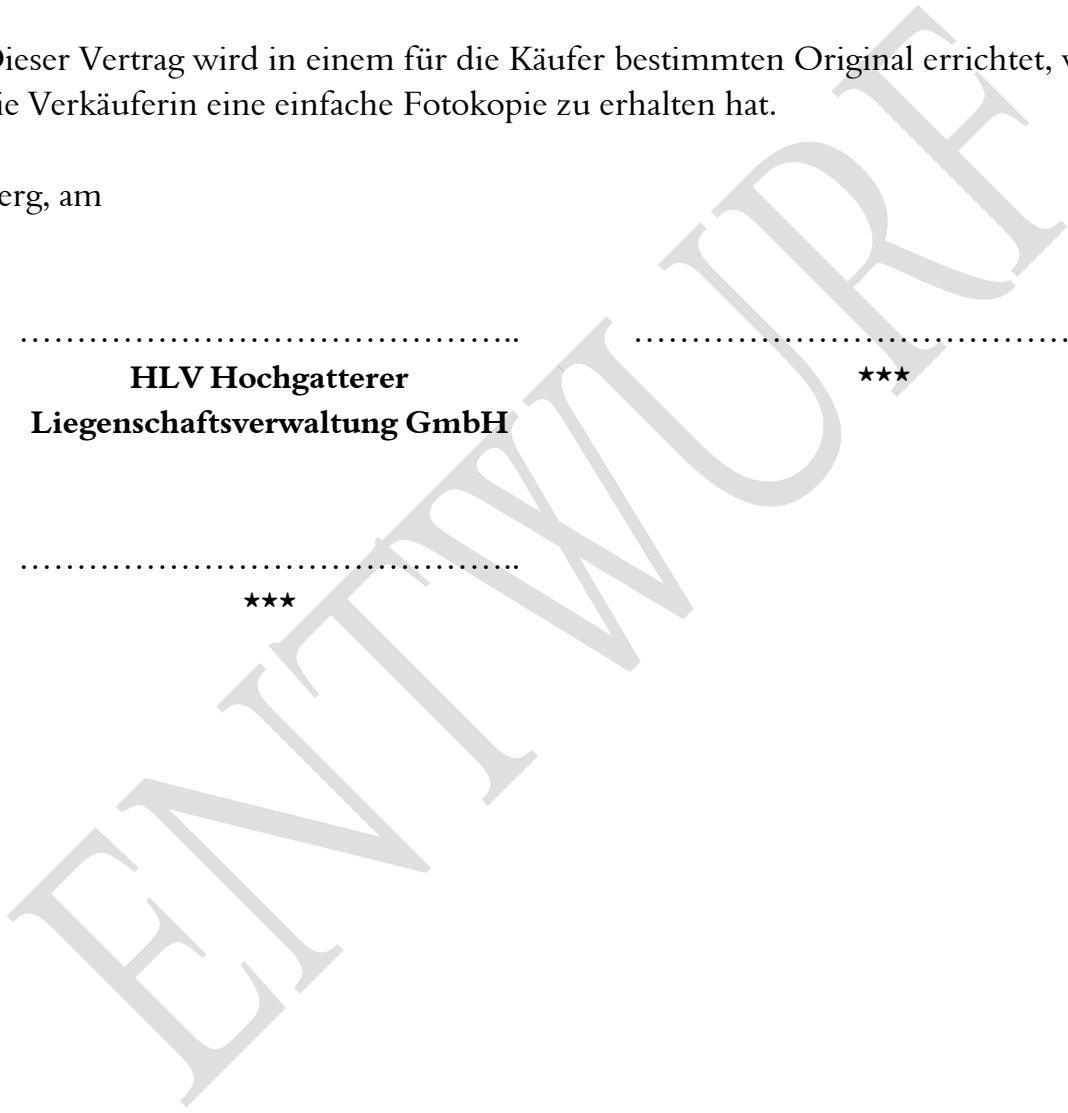 Dieser Vertrag wird in einem für die Käufer bestimmten Original errichtet,
die Verkäuferin eine einfache Fotokopie zu erhalten hat.
erg, am
…………………………………….. ……………………………………
HLV Hochgatterer ★★★
Liegenschaftsverwaltung GmbH
……………………………………..
★★★
ENTWURF